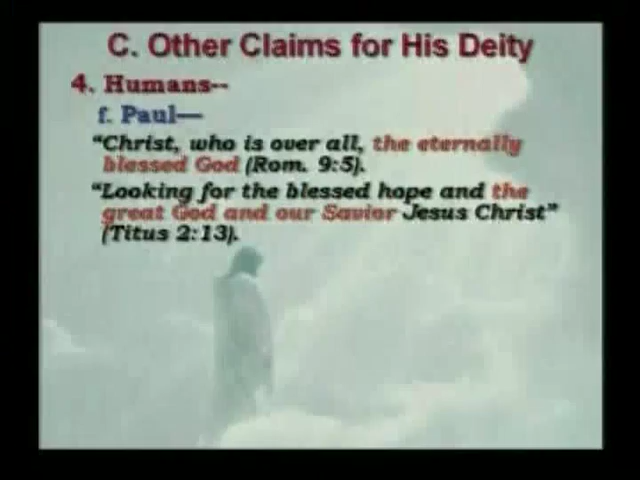 C. Other Claims for His Deity
4. Humans--
f. Paul—
“Christ, who is over all, the eternally
blessed God (Rom. 9:5).
“Looking for the blessed hope and the
great God and our Savior Jesus Christ”
(Titus 2:13).